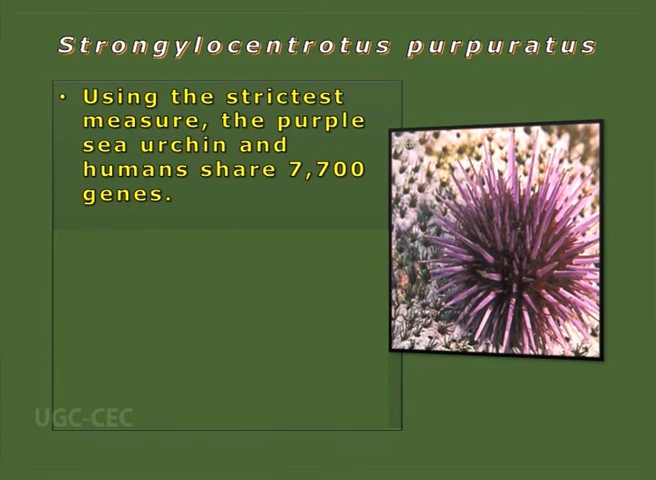 Strongylocentrotus purpuratus
• Using the strictest
measure, the purple
sea urchin and
humans share 7,700
genes.
UGC-CEC